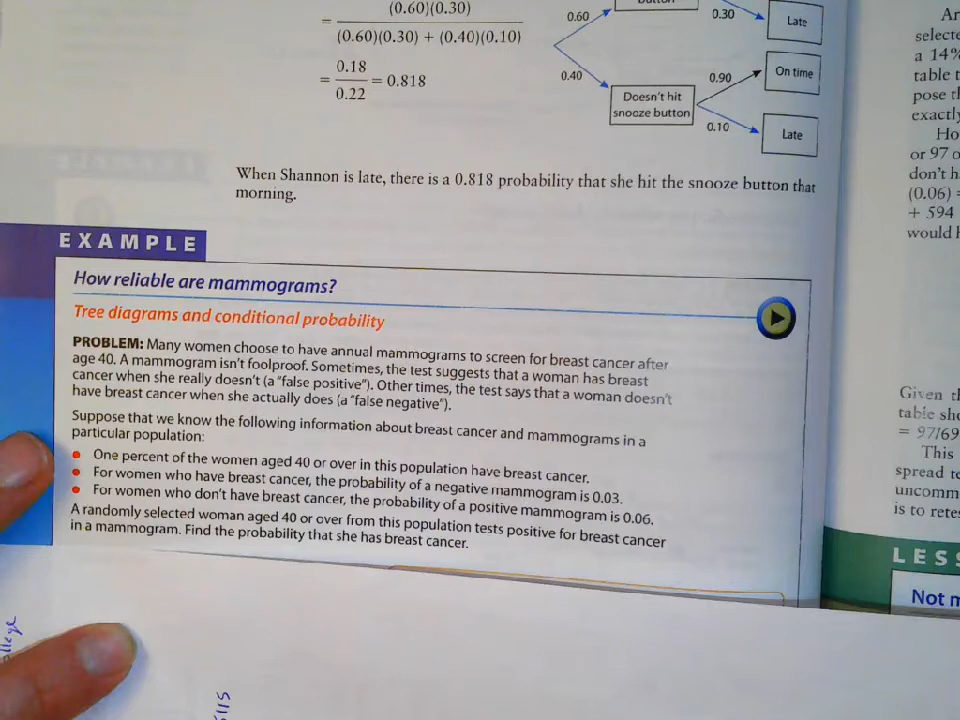 (0.60)(0.30)
=
(0.60)(0.30) + (0.40)(0.10)
= 0.18
0.22
= 0.818
0.60
0.40
button
0.30
Late
Doesn't hit
snooze button
0.90
On time
0.10
Late
When Shannon is late, there is a 0.818 probability that she hit the snooze button that
morning.
EXAMPLE
How reliable are mammograms?
Tree diagrams and conditional probability
PROBLEM: Many women choose to have annual mammograms to screen for breast cancer after
age 40. A mammogram isn't foolproof. Sometimes, the test suggests that a woman has breast
cancer when she really doesn't (a "false positive"). Other times, the test says that a woman doesn't
have breast cancer when she actually does (a "false negative").
Suppose that we know the following information about breast cancer and mammograms in a
particular population:
• One percent of the women aged 40 or over in this population have breast cancer.
• For women who have breast cancer, the probability of a negative mammogram is 0.03.
• For women who don't have breast cancer, the probability of a positive mammogram is 0.06.
A randomly selected woman aged 40 or over from this population tests positive for breast cancer
in a mammogram. Find the probability that she has breast cancer.
a 14%
table
exactly
or 97
don't
(0.06) =
+ 594
would
Given
table
= 97/69
This
spread
is to
Not